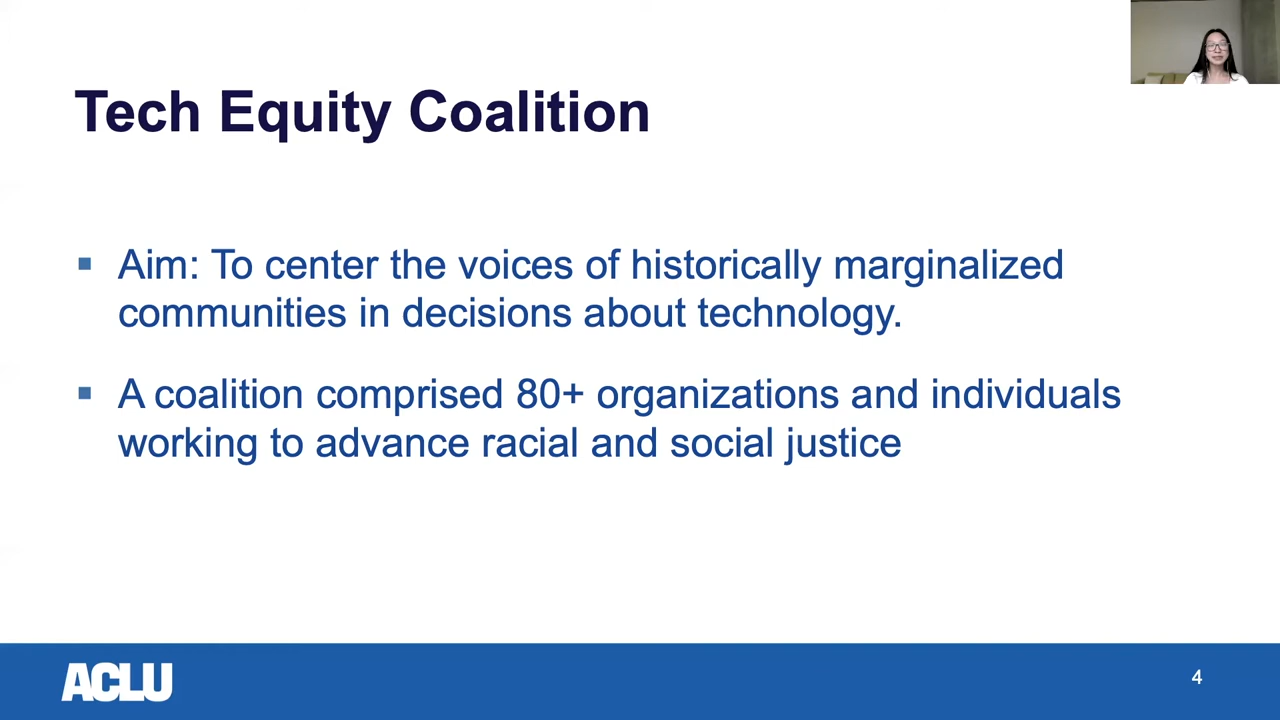 Tech Equity Coalition
▪ Aim: To center the voices of historically marginalized
communities in decisions about technology.
▪ A coalition comprised 80+ organizations and individuals
working to advance racial and social justice
ACLU
4